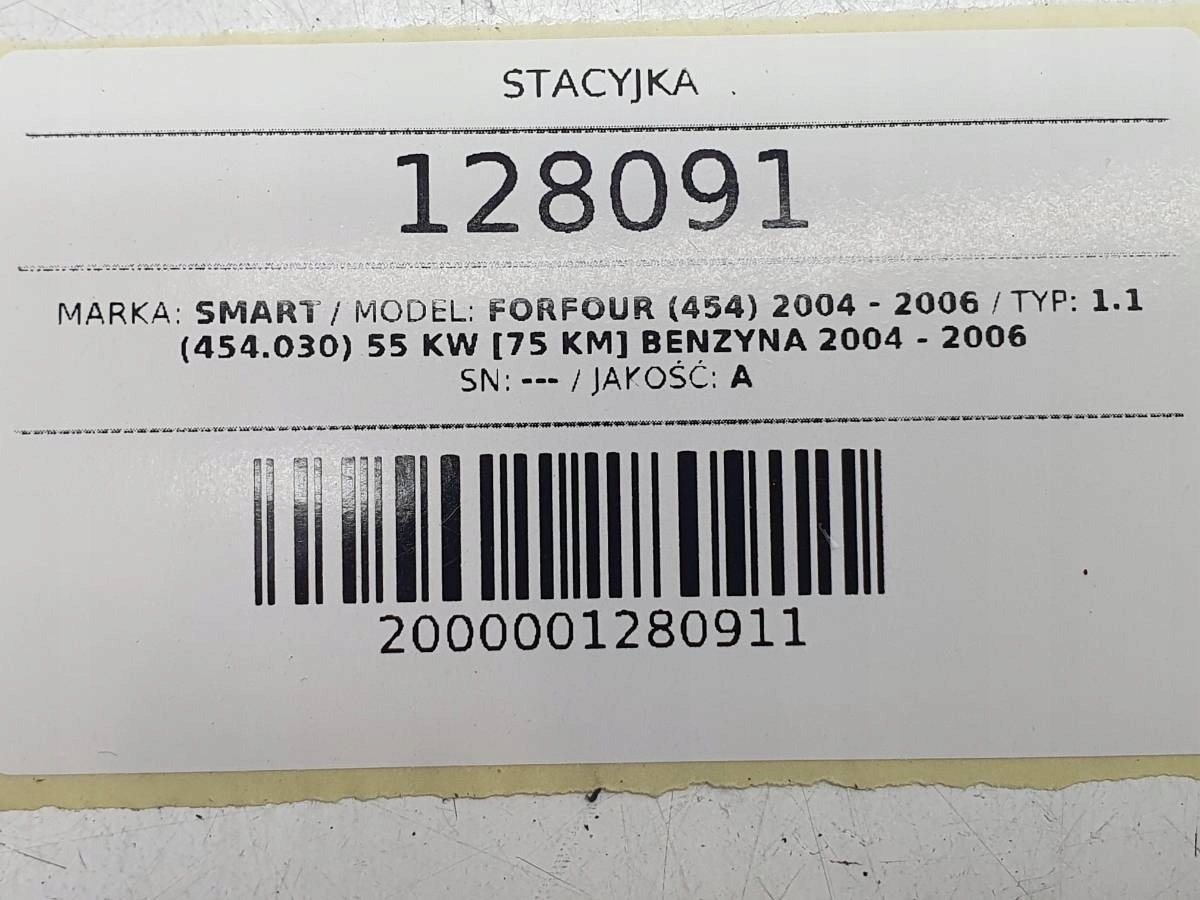 STACYJKA
128091
MARKA: SMART / MODEL: FORFOUR (454) 2004 - 2006 / TYP: 1.1
(454.030) 55 KW [75 KM] BENZYNA 2004 - 2006
SN: --- / JAKOŚĆ: A
2000001280911